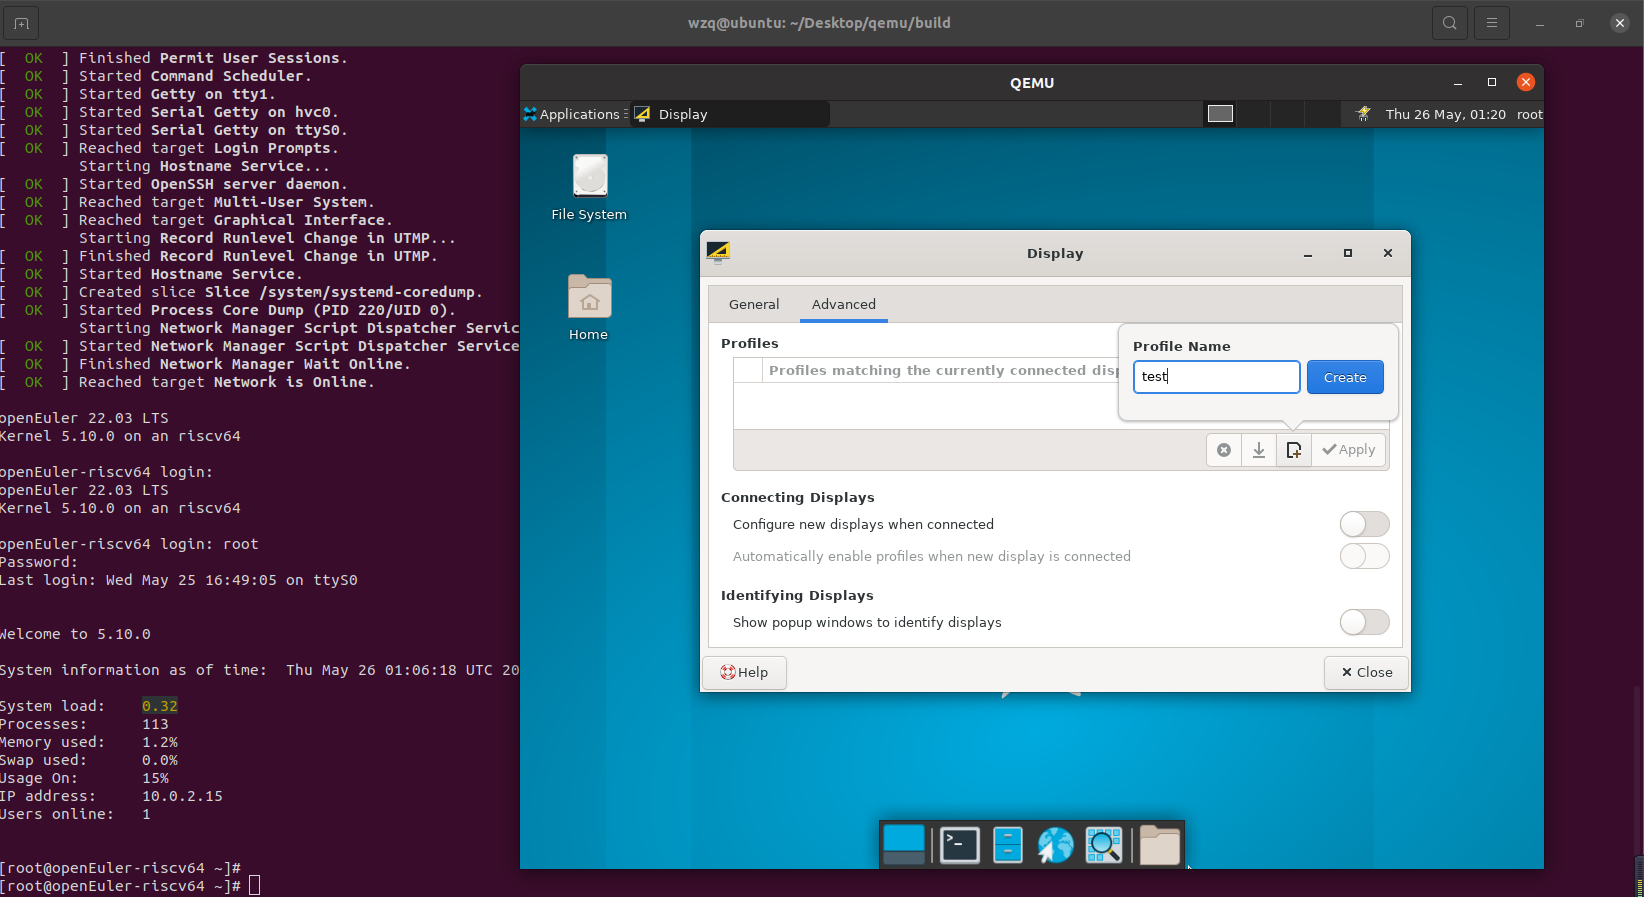 wzq@ubuntu: ~/Desktop/qemu/build
[  OK  ] Finished Permit User Sessions.
[  OK  ] Started Command Scheduler.
[  OK  ] Started Getty on tty1.
[  OK  ] Started Serial Getty on hvc0.
[  OK  ] Started Serial Getty on ttyS0.
[  OK  ] Reached target Login Prompts.
Starting Hostname Service...
[  OK  ] Started OpenSSH server daemon.
[  OK  ] Reached target Multi-User System.
[  OK  ] Reached target Graphical Interface.
Starting Record Runlevel Change in UTMP...
[  OK  ] Finished Record Runlevel Change in UTMP.
[  OK  ] Started Hostname Service.
[  OK  ] Created slice Slice /system/systemd-coredump.
[  OK  ] Started Process Core Dump (PID 220/UID 0).
Starting Network Manager Script Dispatcher Servic
[  OK  ] Started Network Manager Script Dispatcher Service
[  OK  ] Finished Network Manager Wait Online.
[  OK  ] Reached target Network is Online.
openEuler 22.03 LTS
Kernel 5.10.0 on an riscv64
openEuler-riscv64 login:
openEuler 22.03 LTS
Kernel 5.10.0 on an riscv64
openEuler-riscv64 login: root
Password:
Last login: Wed May 25 16:49:05 on ttyS0
Welcome to 5.10.0
System information as of time:  Thu May 26 01:06:18 UTC 20
System load:    0.32
Processes:      113
Memory used:    1.2%
Swap used:      0.0%
Usage On:       15%
IP address:     10.0.2.15
Users online:   1
[root@openEuler-riscv64 ~]#
[root@openEuler-riscv64 ~]#
QEMU
Applications
Display
Thu 26 May, 01:20
root
File System
Home
Display
General
Advanced
Profiles
Profiles matching the currently connected disp
Profile Name
test
Create
Apply
Connecting Displays
Configure new displays when connected
Automatically enable profiles when new display is connected
Identifying Displays
Show popup windows to identify displays
Help
Close